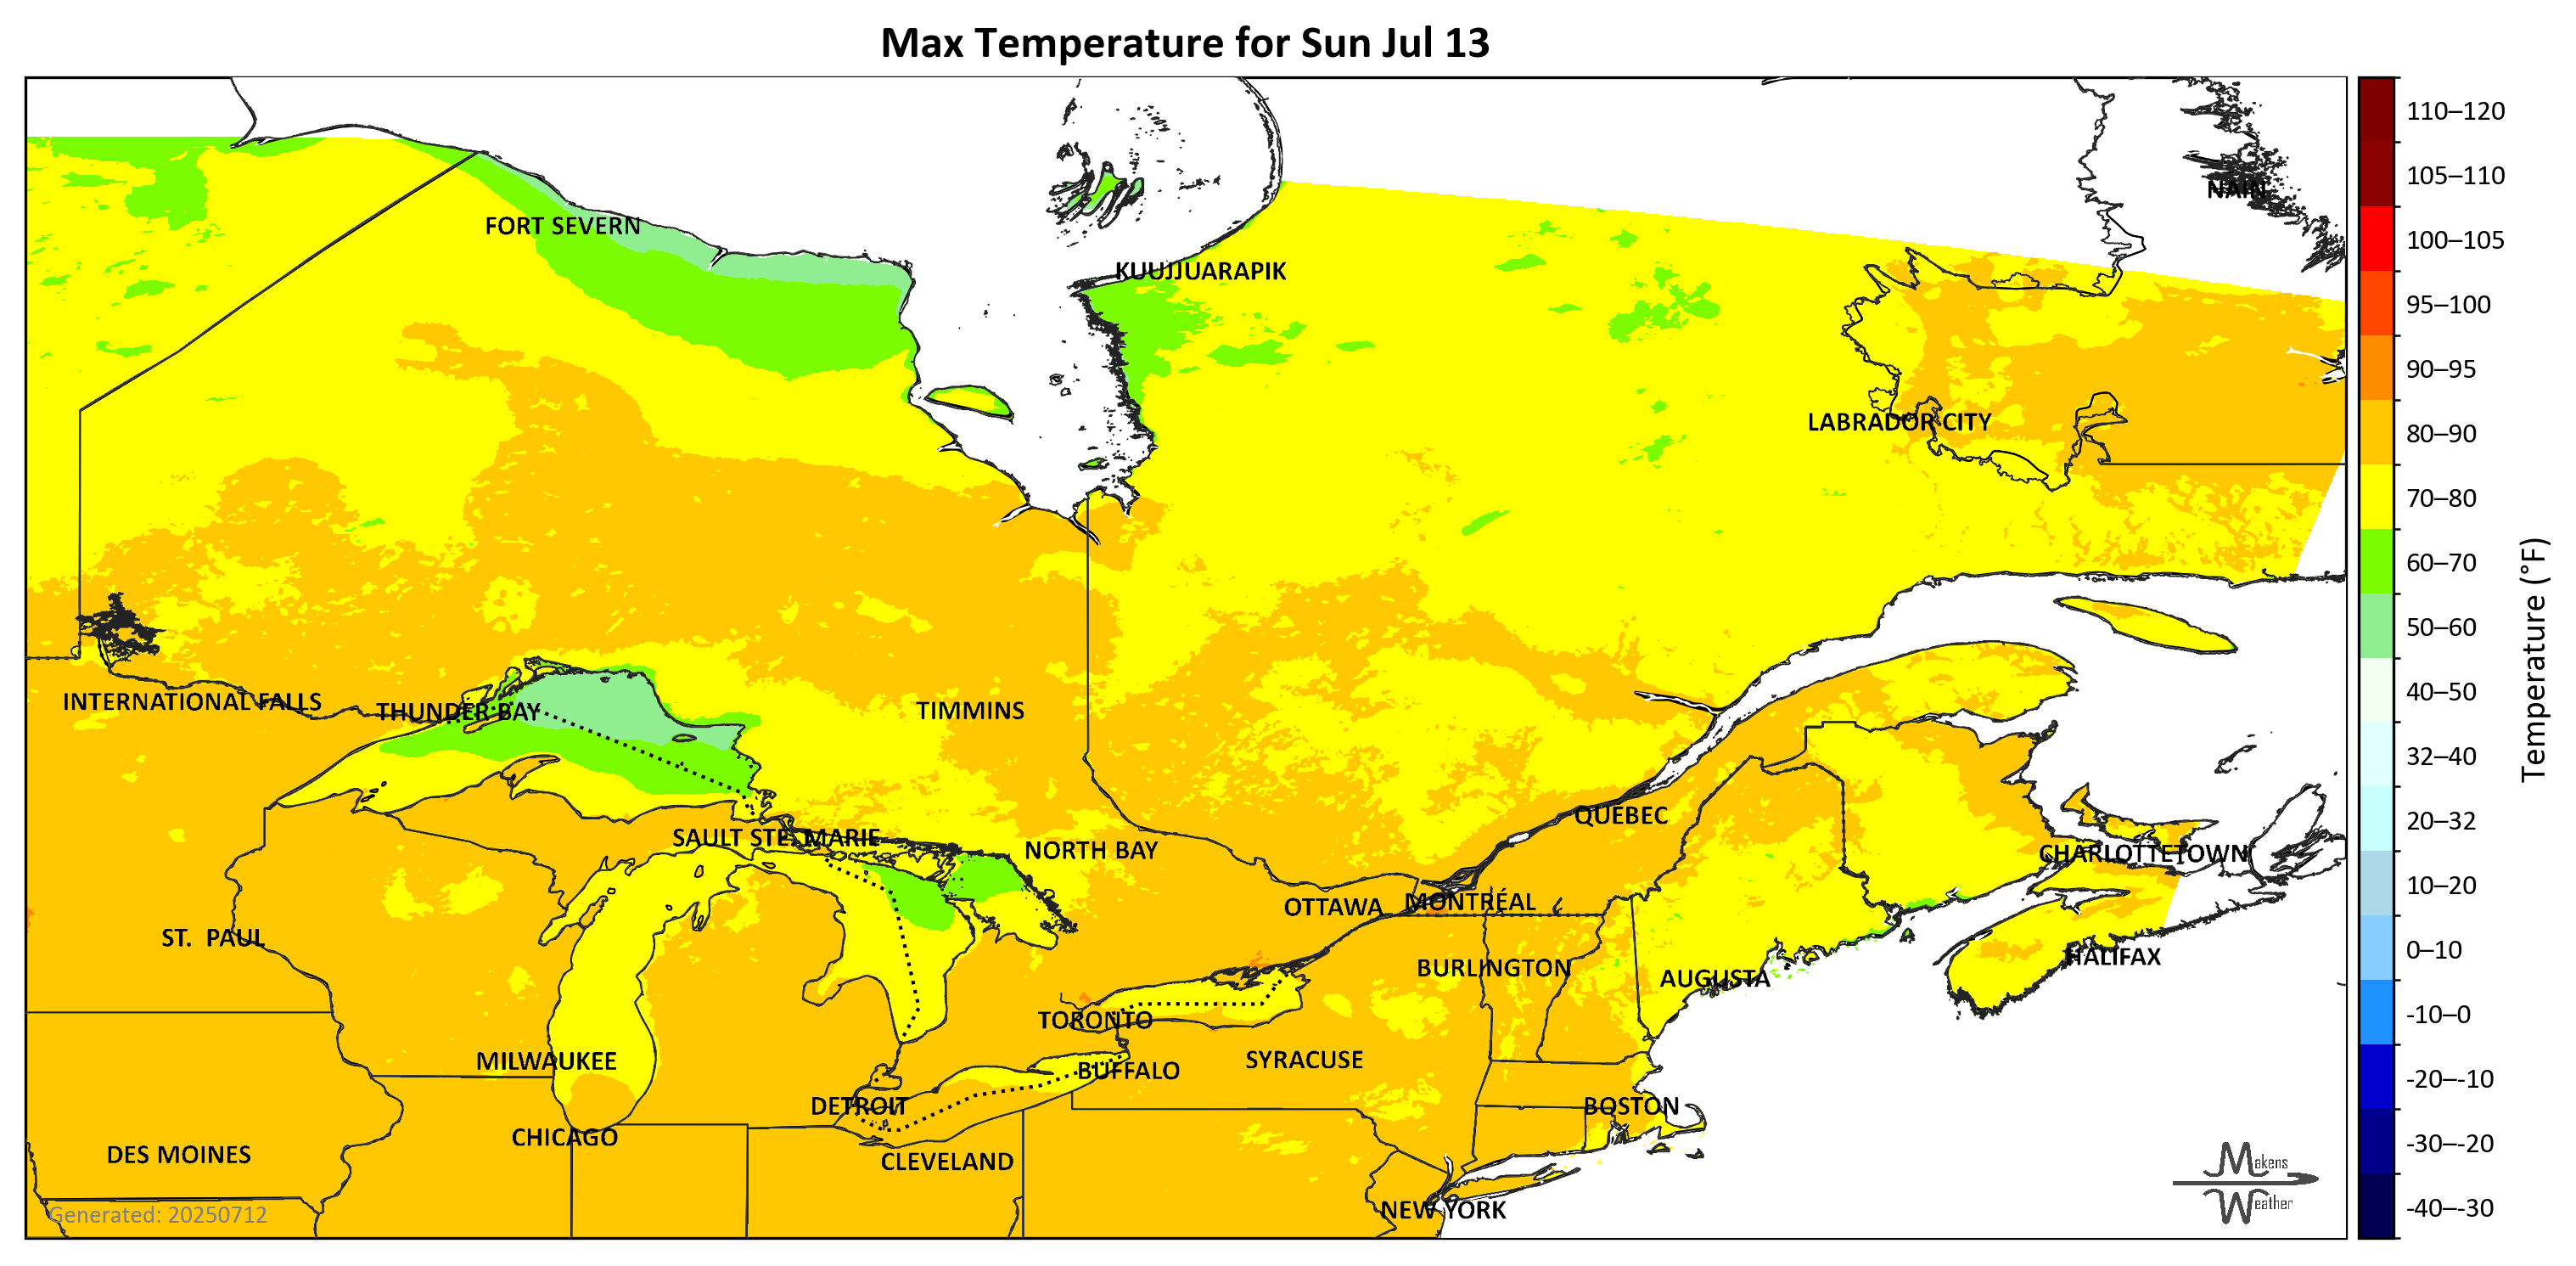 Max Temperature for Sun Jul 13
NAIN
FORT SEVERN
KUUJJUARAPIK
LABRADOR CITY
INTERNATIONAL FALLS
THUNDER BAY
TIMMINS
QUEBEC
SAULT STE. MARIE
NORTH BAY
CHARLOTTETOWN
OTTAWA
MONTRÉAL
ST. PAUL
HALIFAX
BURLINGTON
AUGUSTA
TORONTO
MILWAUKEE
SYRACUSE
BUFFALO
DETROIT
BOSTON
CHICAGO
DES MOINES
CLEVELAND
NEW YORK
Generated: 20250712
Makens
Weather
110–120
105–110
100–105
95–100
90–95
80–90
70–80
60–70
50–60
40–50
32–40
20–32
10–20
0–10
-10–0
-20–-10
-30–-20
-40–-30
Temperature (°F)